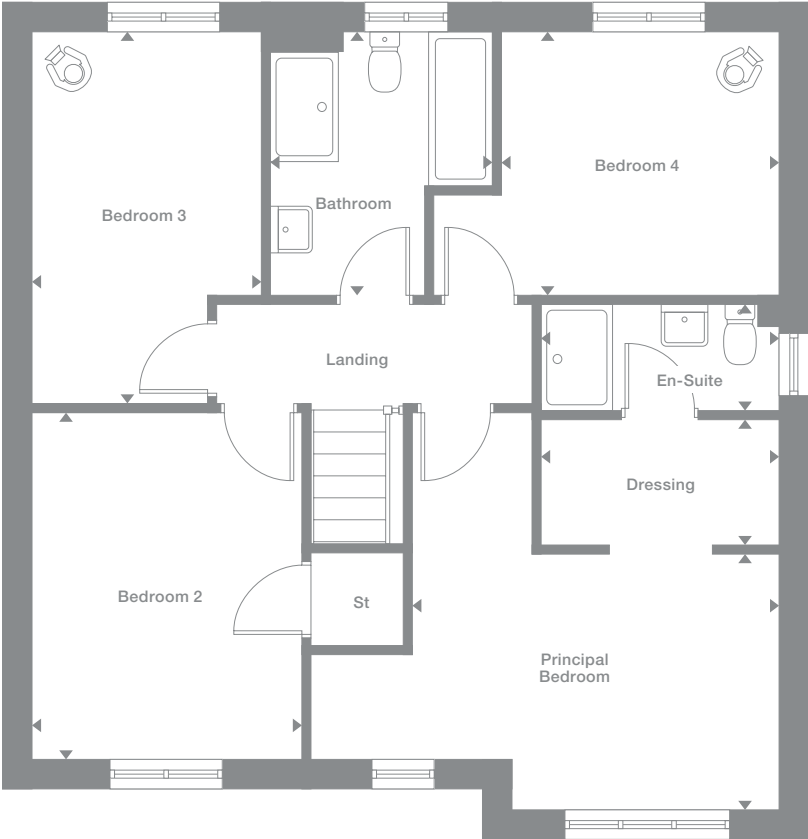 Bedroom 4
Bathroom
Bedroom 3
Landing
En-Suite
Dressing
Bedroom 2
St
Principal
Bedroom